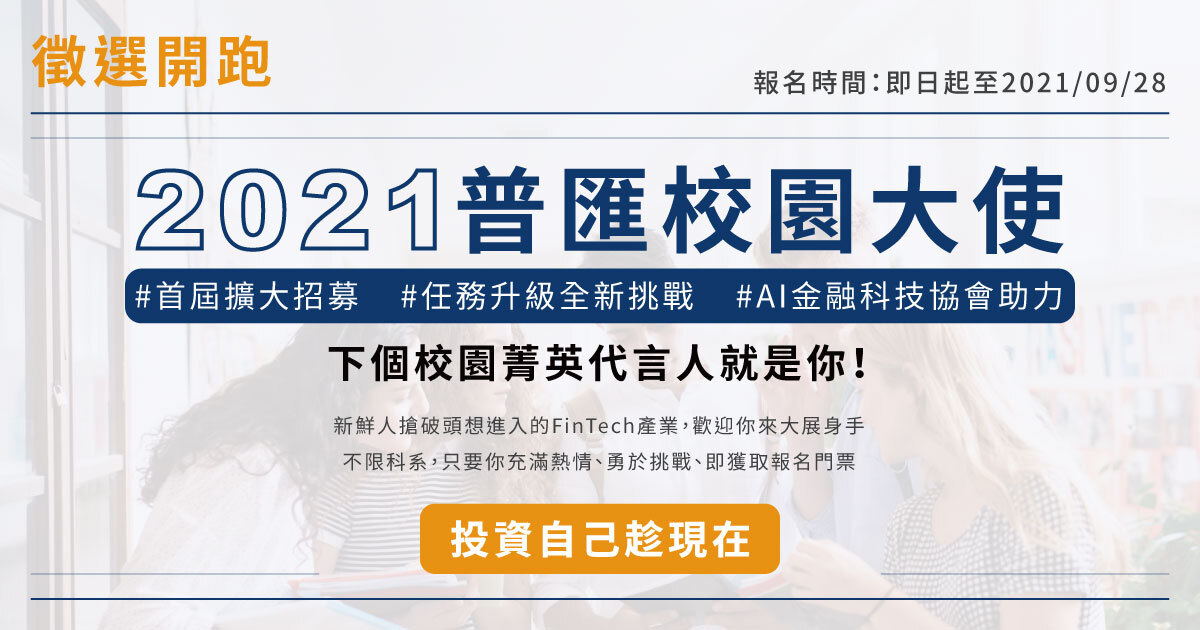 徵選開跑
報名時間：即日起至2021/09/28
2021普匯校園大使
#首屆擴大招募 #任務升級全新挑戰 #AI金融科技協會助力
下個校園菁英代言人就是你！
新鮮人搶破頭想進入的FinTech產業，歡迎你來大展身手
不限科系，只要你充滿熱情、勇於挑戰、即獲取報名門票
投資自己趁現在